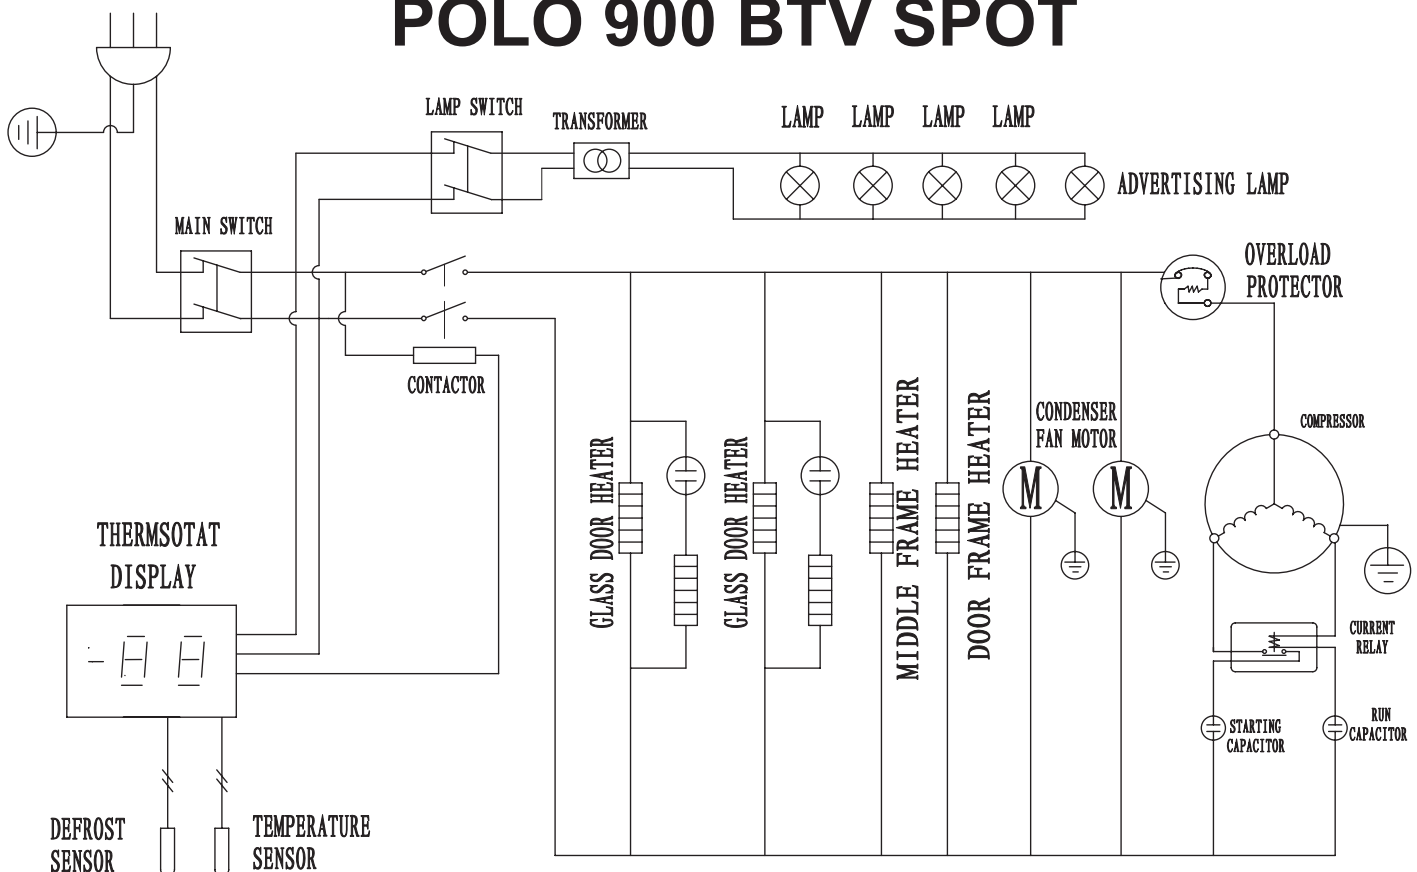 POLO 900 BTV SPOT
LAMP SWITCH
TRANSFORMER
LAMP
LAMP
LAMP
LAMP
ADVERTISING LAMP
MAIN SWITCH
OVERLOAD
PROTECTOR
CONTACTOR
GLASS DOOR HEATER
GLASS DOOR HEATER
MIDDLE FRAME HEATER
DOOR FRAME HEATER
CONDENSER
FAN MOTOR
M
M
COMPRESSOR
THERMSOTAT
DISPLAY
CURRENT
RELAY
STARTING
CAPACITOR
RUN
CAPACITOR
DEFROST
SENSOR
TEMPERATURE
SENSOR